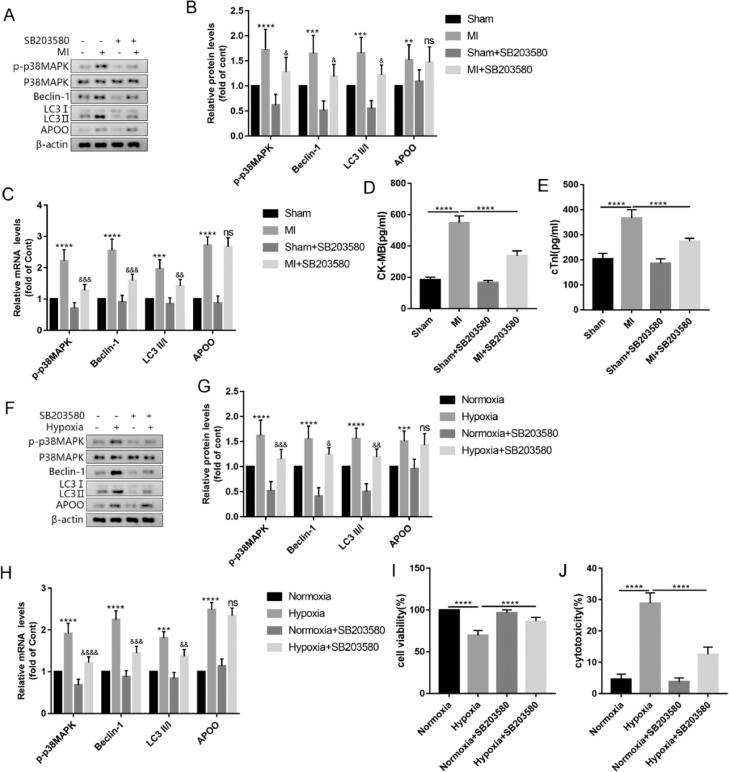 A
SB203580 - - + +
MI - + - +
p-p38MAPK
P38MAPK
Beclin-1
LC3 Ⅰ
LC3Ⅱ
APOO
β-actin
B
Relative protein levels
(fold of cont)
2.5
2.0
1.5
1.0
0.5
0.0
**** & *** & *** & ** ns
p-p38MAPK
Beclin-1
LC3 II/I
APOO
Sham
MI
Sham+SB203580
MI+SB203580
C
Relative mRNA levels
(fold of Cont)
4
3
2
1
0
**** &&& **** &&& *** && **** ns
p-p38MAPK
Beclin-1
LC3 II/I
APOO
Sham
MI
Sham+SB203580
MI+SB203580
D
CK-MB(pg/ml)
800
600
400
200
0
**** ****
Sham
MI
Sham+SB203580
MI+SB203580
E
cTnI(pg/ml)
500
400
300
200
100
0
**** ****
Sham
MI
Sham+SB203580
MI+SB203580
F
SB203580 - - + +
Hypoxia - + - +
p-p38MAPK
P38MAPK
Beclin-1
LC3 Ⅰ
LC3Ⅱ
APOO
β-actin
G
Relative protein levels
(fold of cont)
2.0
1.5
1.0
0.5
0.0
**** &&& **** & **** && *** ns
p-p38MAPK
Beclin-1
LC3 II/I
APOO
Normoxia
Hypoxia
Normoxia+SB203580
Hypoxia+SB203580
H
Relative mRNA levels
(fold of Cont)
3
2
1
0
**** &&&& **** &&& *** && **** ns
p-p38MAPK
Beclin-1
LC3 II/I
APOO
Normoxia
Hypoxia
Normoxia+SB203580
Hypoxia+SB203580
I
cell viability(%)
150
100
50
0
**** ****
Normoxia
Hypoxia
Normoxia+SB203580
Hypoxia+SB203580
J
cytotoxicity(%)
40
30
20
10
0
**** ****
Normoxia
Hypoxia
Normoxia+SB203580
Hypoxia+SB203580